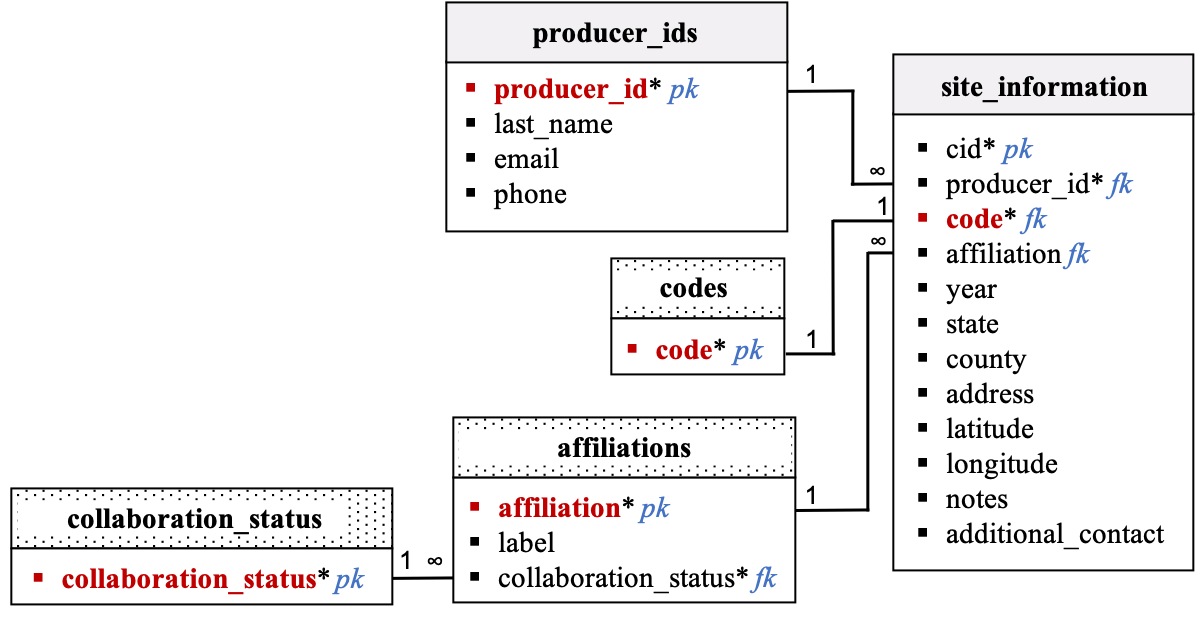 producer_ids
producer_id* pk
last_name
email
phone
1
∞
site_information
cid* pk
producer_id* fk
code* fk
affiliation fk
year
state
county
address
latitude
longitude
notes
additional_contact
1
∞
codes
code* pk
1
affiliations
affiliation* pk
label
collaboration_status* fk
1
collaboration_status
collaboration_status* pk
1 ∞